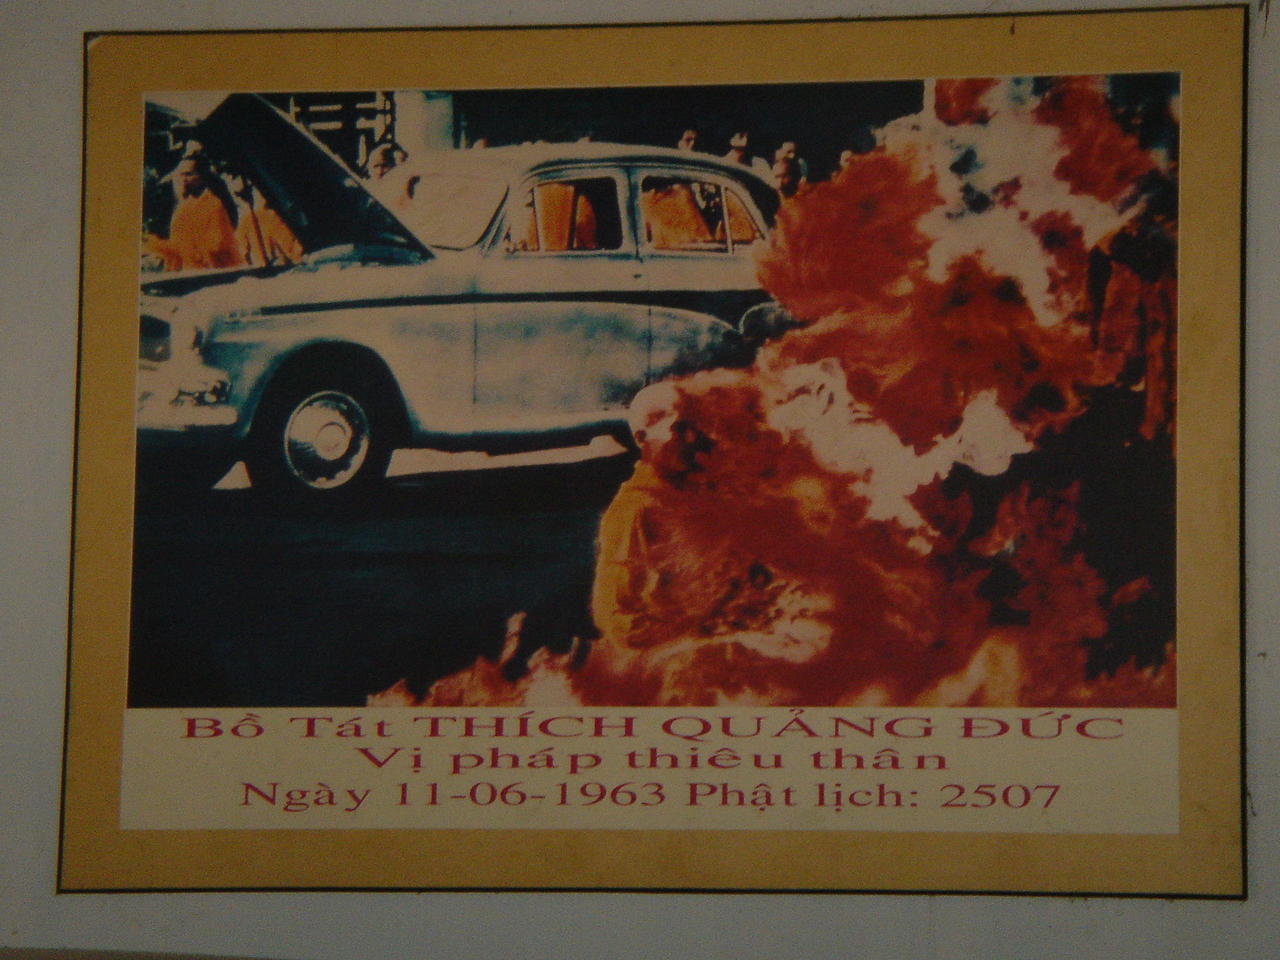 Bồ Tát THÍCH QUẢNG ĐỨC
Vị pháp thiêu thân
Ngày 11-06-1963 Phật lịch: 2507